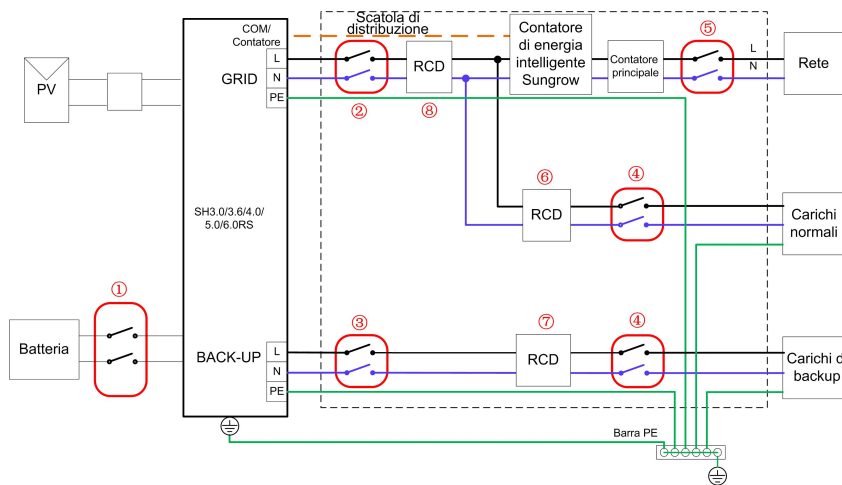 COM/
Contatore
Scatola di
distribuzione
Contatore
di energia
intelligente
Sungrow
⑤
L
L
PV
GRID
N
RCD
Contatore
principale
N
Rete
PE
②
⑧
⑥
④
SH3.0/3.6/4.0/
5.0/6.0RS
RCD
Carichi
normali
①
③
⑦
④
Batteria
BACK-UP
L
N
PE
RCD
Carichi d
backup
Barra PE